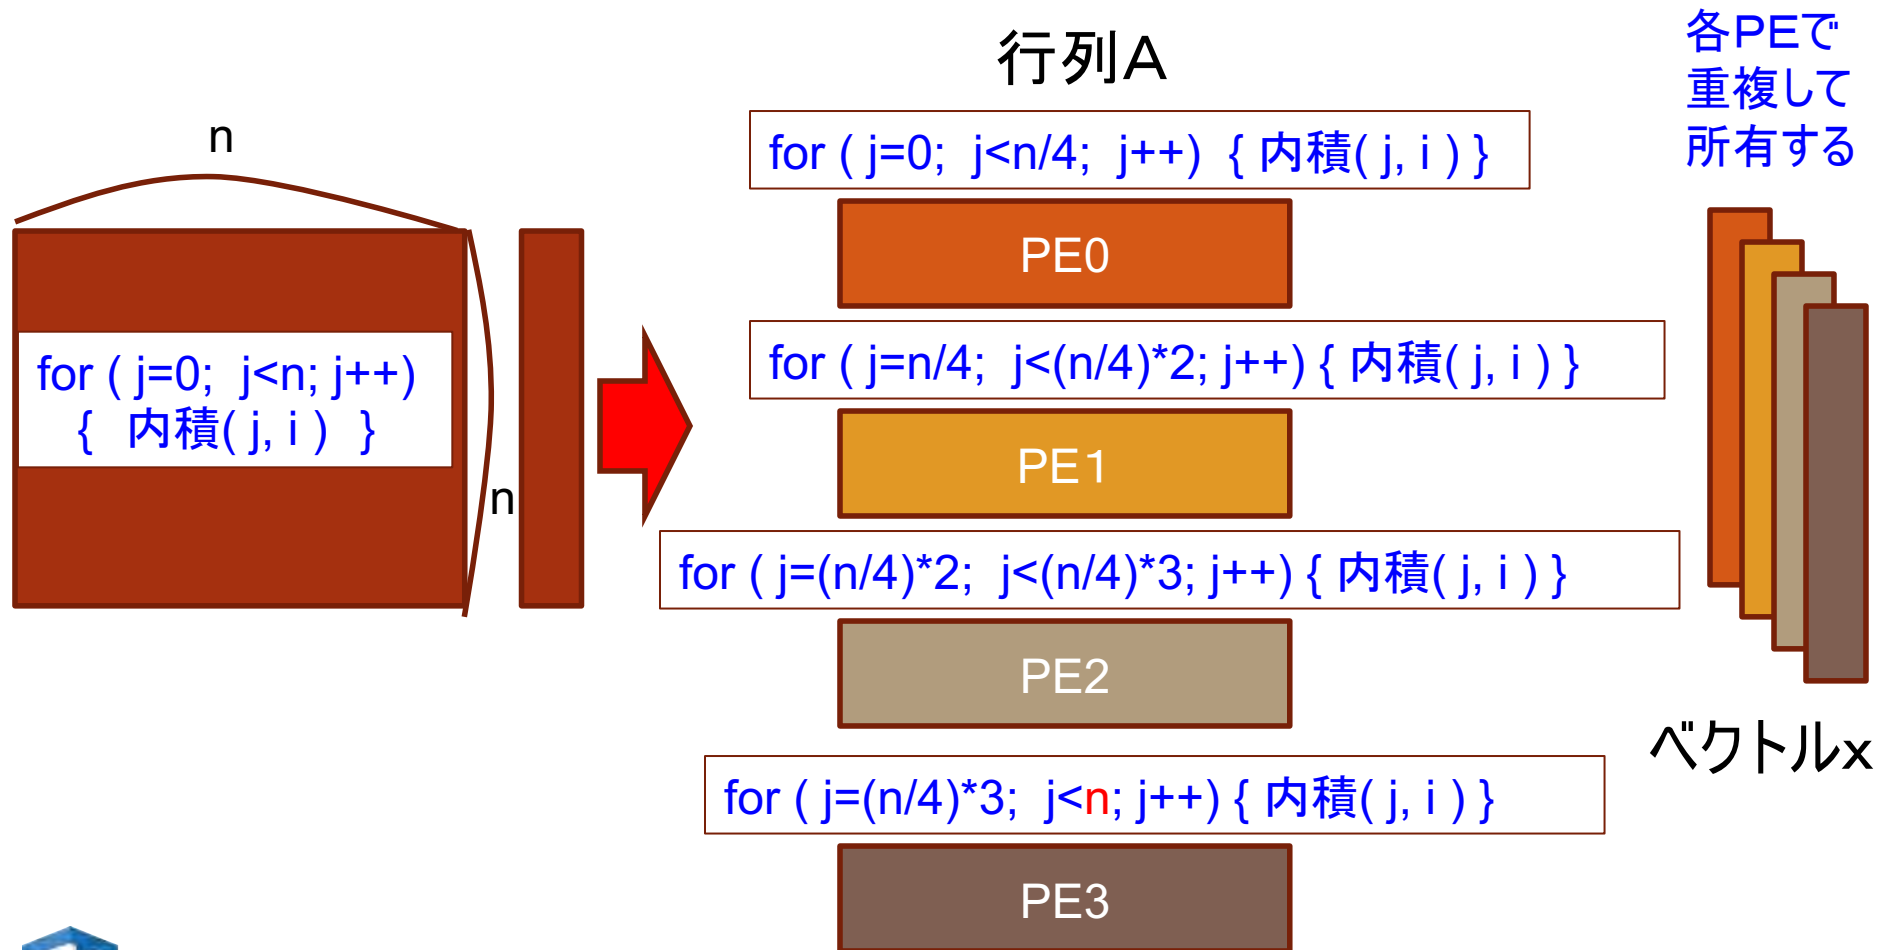 行列A
各PEで
重複して
所有する
n
for ( j=0; j<n/4; j++) { 内積( j, i ) }
PE0
for ( j=0; j<n; j++)
{ 内積( j, i ) }
n
for ( j=n/4; j<(n/4)*2; j++) { 内積( j, i ) }
PE１
for ( j=(n/4)*2; j<(n/4)*3; j++) { 内積( j, i ) }
PE2
ベクトルx
for ( j=(n/4)*3; j<n; j++) { 内積( j, i ) }
PE3